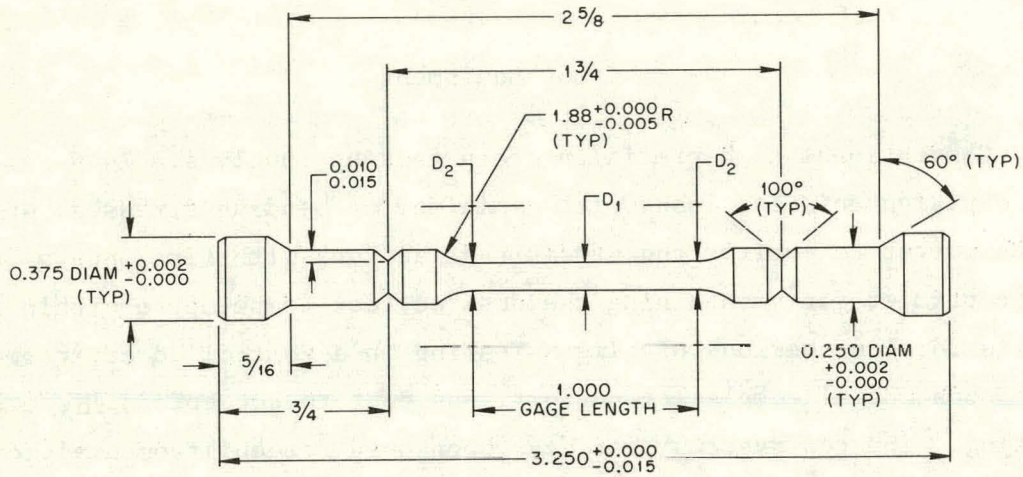 2 5/8
1 3/4
1.88 +0.000 -0.005 R
(TYP)
0.010
0.015
D2
D2
D1
100°
(TYP)
60° (TYP)
0.375 DIAM +0.002 -0.000
(TYP)
0.250 DIAM
+0.002
-0.000
(TYP)
5/16
3/4
1.000
GAGE LENGTH
3.250 +0.000 -0.015